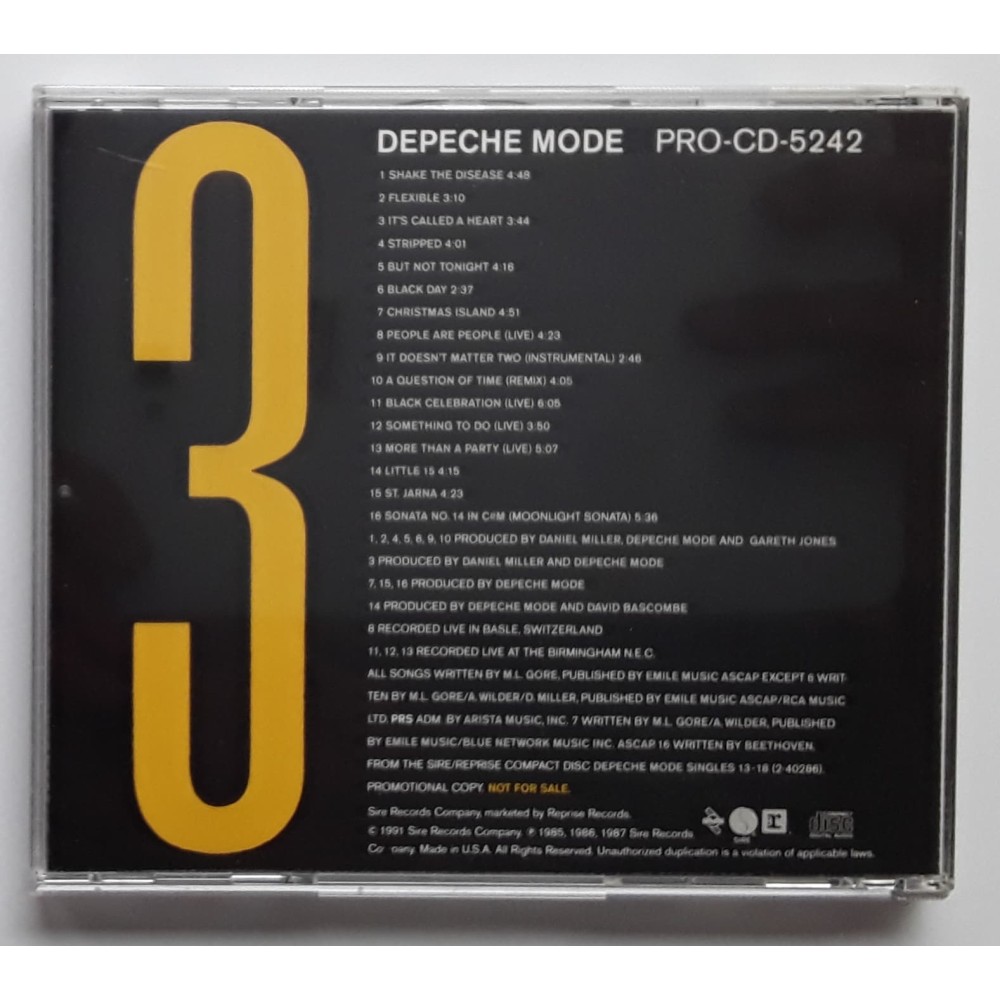 3
DEPECHE MODE PRO-CD-5242
1 SHAKE THE DISEASE 4:48
2 FLEXIBLE 3:10
3 IT'S CALLED A HEART 3:44
4 STRIPPED 4:01
5 BUT NOT TONIGHT 4:16
6 BLACK DAY 2:37
7 CHRISTMAS ISLAND 4:51
8 PEOPLE ARE PEOPLE (LIVE) 4:23
9 IT DOESN'T MATTER TWO (INSTRUMENTAL) 2:46
10 A QUESTION OF TIME (REMIX) 4:05
11 BLACK CELEBRATION (LIVE) 6:05
12 SOMETHING TO DO (LIVE) 3:50
13 MORE THAN A PARTY (LIVE) 5:07
14 LITTLE 15 4:15
15 ST. JARNA 4:23
16 SONATA NO. 14 IN C#M (MOONLIGHT SONATA) 5:36
1, 2, 4, 5, 6, 9, 10 PRODUCED BY DANIEL MILLER, DEPECHE MODE AND GARETH JONES
3 PRODUCED BY DANIEL MILLER AND DEPECHE MODE
7, 15, 16 PRODUCED BY DEPECHE MODE
14 PRODUCED BY DEPECHE MODE AND DAVID BASCOMBE
8 RECORDED LIVE IN BASLE, SWITZERLAND
11, 12, 13 RECORDED LIVE AT THE BIRMINGHAM N.E.C.
ALL SONGS WRITTEN BY M.L. GORE, PUBLISHED BY EMILE MUSIC ASCAP EXCEPT 6 WRIT-
TEN BY M.L. GORE/A. WILDER/D. MILLER, PUBLISHED BY EMILE MUSIC ASCAP/RCA MUSIC
LTD. PRS ADM. BY ARISTA MUSIC, INC. 7 WRITTEN BY M.L. GORE/A. WILDER, PUBLISHED
BY EMILE MUSIC/BLUE NETWORK MUSIC INC. ASCAP 16 WRITTEN BY BEETHOVEN.
FROM THE SIRE/REPRISE COMPACT DISC DEPECHE MODE SINGLES 13-18 (2-40286).
PROMOTIONAL COPY. NOT FOR SALE.
Sire Records Company, marketed by Reprise Records.
© 1991 Sire Records Company. ℗ 1985, 1986, 1987 Sire Records
Co pany. Made in U.S.A. All Rights Reserved. Unauthorized duplication is a violation of applicable laws.
SIRE
r
disc
DIGITAL AUDIO